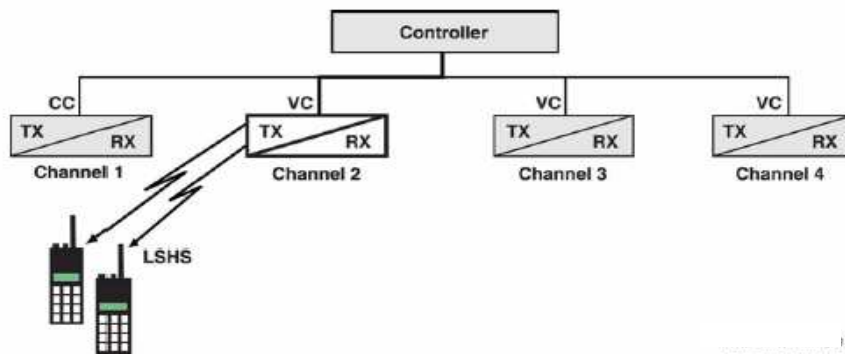 Controller
CC
VC
VC
VC
TX
RX
TX
RX
TX
RX
TX
RX
Channel 1
Channel 2
Channel 3
Channel 4
LSHS